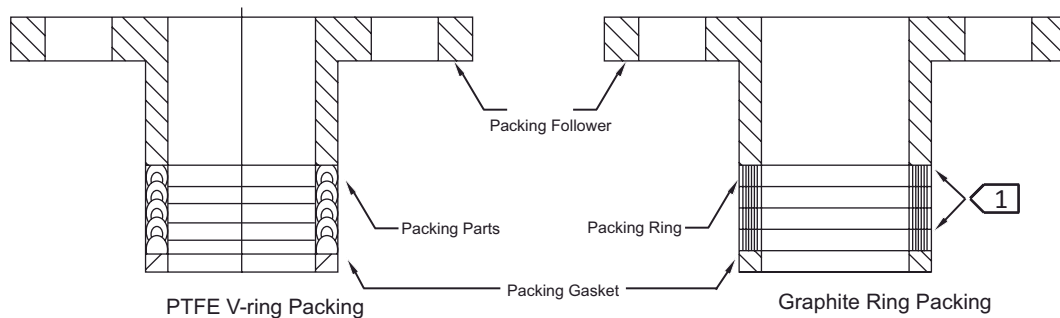 Packing Follower
1
Packing Parts
Packing Ring
Packing Gasket
PTFE V-ring Packing
Graphite Ring Packing